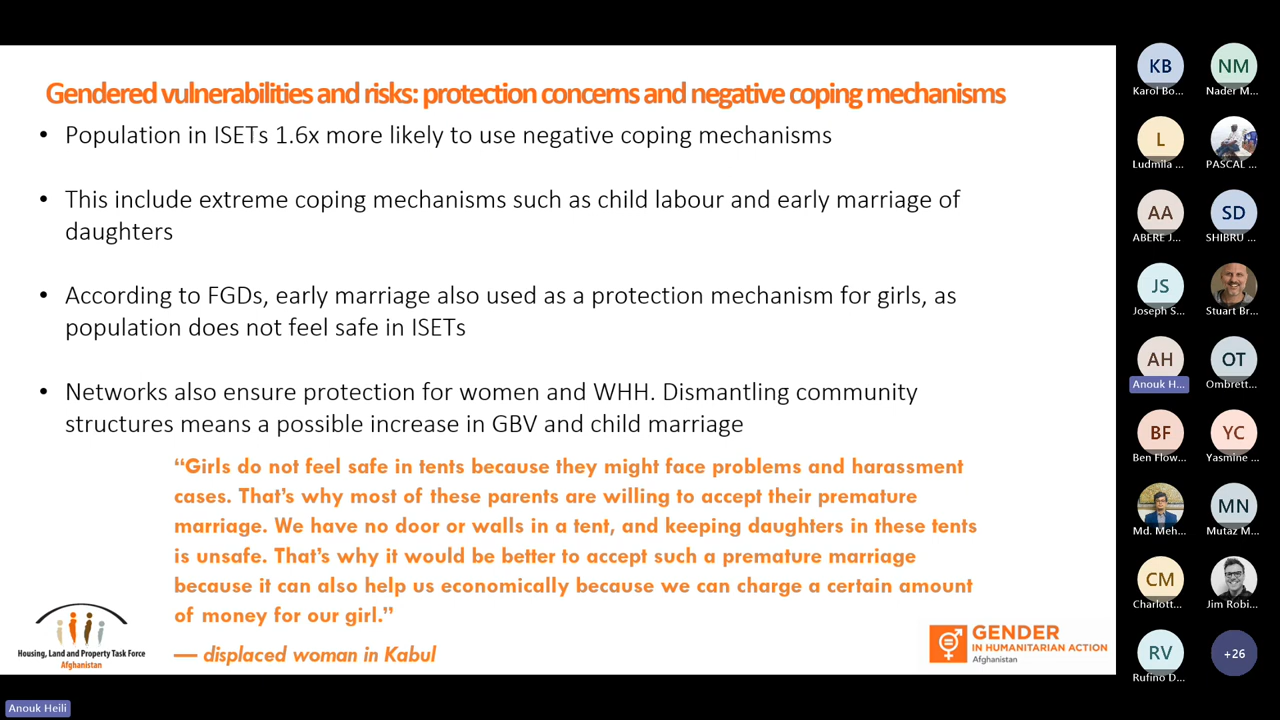 Gendered vulnerabilities and risks: protection concerns and negative coping mechanisms
• Population in ISETs 1.6x more likely to use negative coping mechanisms
• This include extreme coping mechanisms such as child labour and early marriage of
daughters
• According to FGDs, early marriage also used as a protection mechanism for girls, as
population does not feel safe in ISETs
• Networks also ensure protection for women and WHH. Dismantling community
structures means a possible increase in GBV and child marriage
“Girls do not feel safe in tents because they might face problems and harassment
cases. That’s why most of these parents are willing to accept their premature
marriage. We have no door or walls in a tent, and keeping daughters in these tents
is unsafe. That’s why it would be better to accept such a premature marriage
because it can also help us economically because we can charge a certain amount
of money for our girl.”
— displaced woman in Kabul
Housing, Land and Property Task Force
Afghanistan
GENDER
IN HUMANITARIAN ACTION
Afghanistan
KB
Karol Bo...
NM
Nader M...
L
Ludmila ...
PASCAL ...
AA
ABERE J...
SD
SHIBRU ...
JS
Joseph S...
Stuart Br...
AH
Anouk H...
OT
Ombrett...
BF
Ben Flow...
YC
Yasmine ...
Md. Meh...
MN
Mutaz M...
CM
Charlott...
Jim Robi...
RV
Rufino D...
+26
Anouk Heili